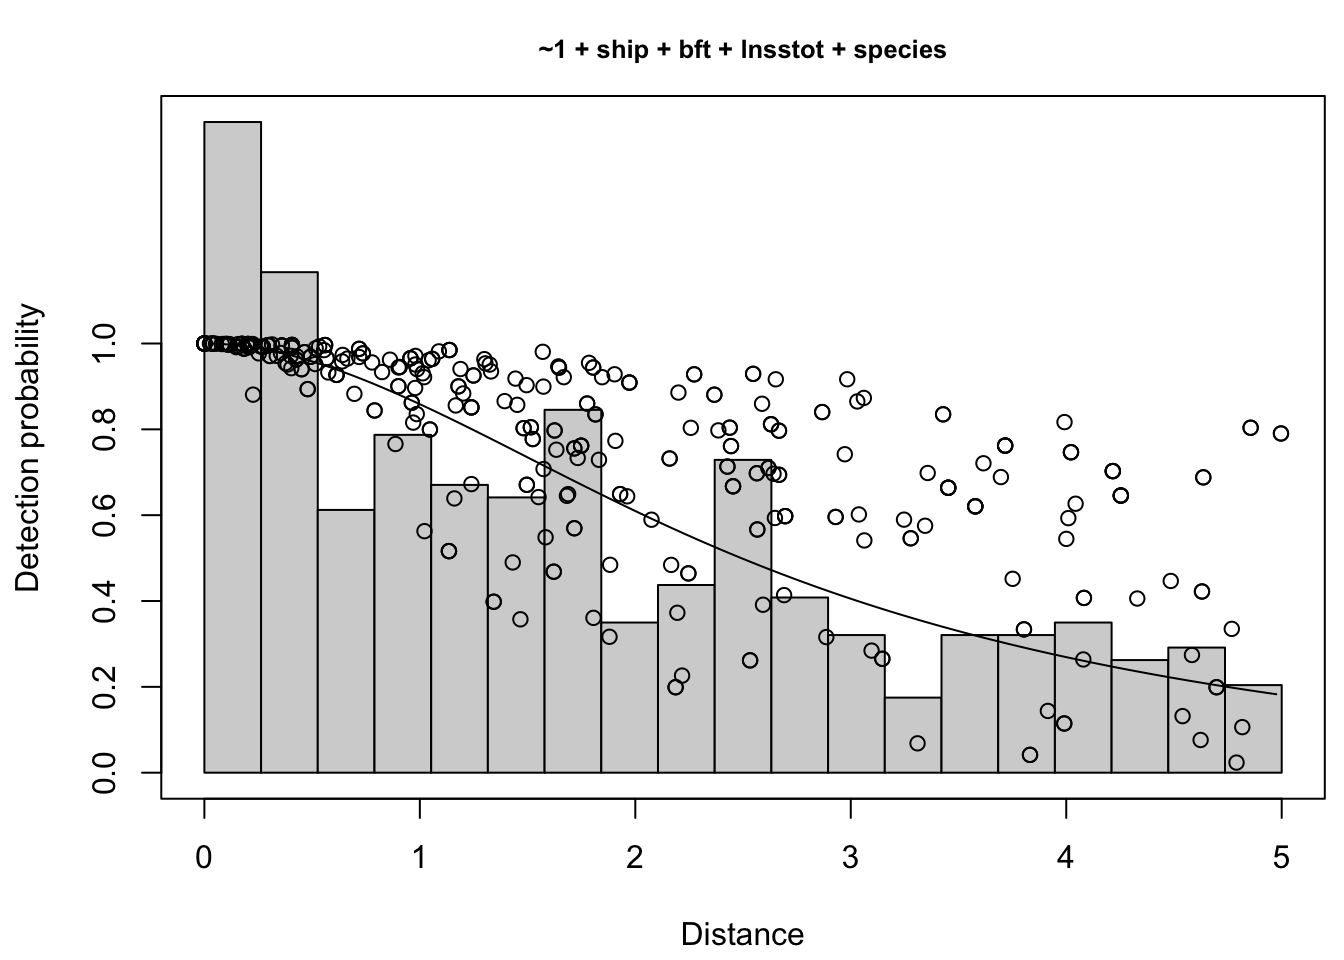 ~1 + ship + bft + lnsstot + species
Detection probability
1.0
0.8
0.6
0.4
0.2
0.0
0 1 2 3 4 5
Distance